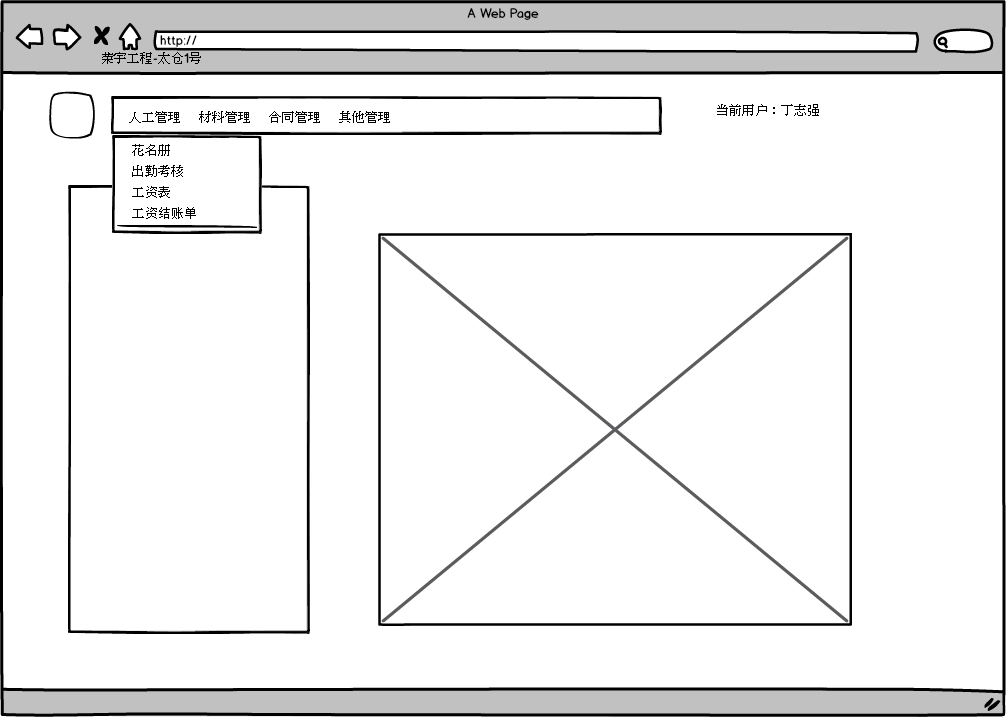 A Web Page
http://
荣宇工程-太仓1号
人工管理 材料管理 合同管理 其他管理
当前用户：丁志强
花名册
出勤考核
工资表
工资结账单